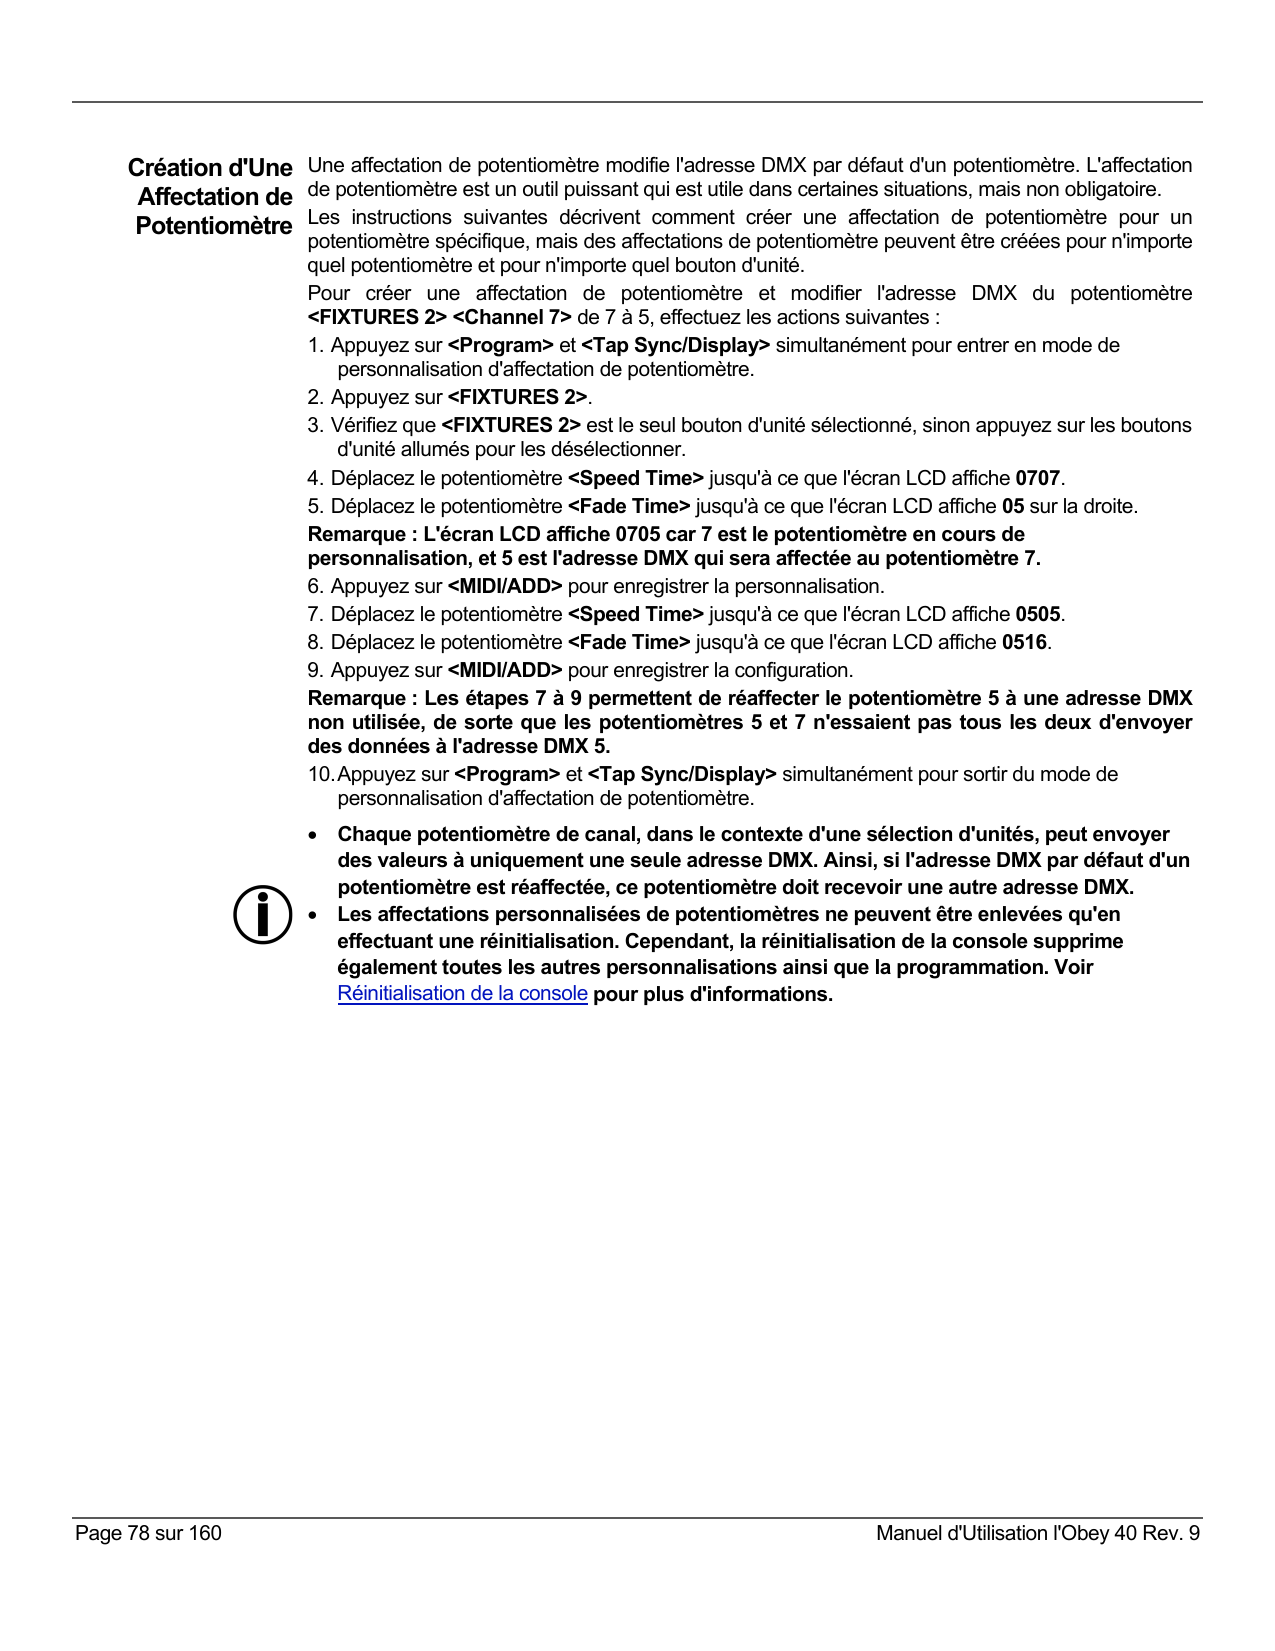 Création d'Une
Affectation de
Potentiomètre
Une affectation de potentiomètre modifie l'adresse DMX par défaut d'un potentiomètre. L'affectation
de potentiomètre est un outil puissant qui est utile dans certaines situations, mais non obligatoire.
Les instructions suivantes décrivent comment créer une affectation de potentiomètre pour un
potentiomètre spécifique, mais des affectations de potentiomètre peuvent être créées pour n'importe
quel potentiomètre et pour n'importe quel bouton d'unité.
Pour créer une affectation de potentiomètre et modifier l'adresse DMX du potentiomètre
<FIXTURES 2> <Channel 7> de 7 à 5, effectuez les actions suivantes :
1. Appuyez sur <Program> et <Tap Sync/Display> simultanément pour entrer en mode de
personnalisation d'affectation de potentiomètre.
2. Appuyez sur <FIXTURES 2>.
3. Vérifiez que <FIXTURES 2> est le seul bouton d'unité sélectionné, sinon appuyez sur les boutons
d'unité allumés pour les désélectionner.
4. Déplacez le potentiomètre <Speed Time> jusqu'à ce que l'écran LCD affiche 0707.
5. Déplacez le potentiomètre <Fade Time> jusqu'à ce que l'écran LCD affiche 05 sur la droite.
Remarque : L'écran LCD affiche 0705 car 7 est le potentiomètre en cours de
personnalisation, et 5 est l'adresse DMX qui sera affectée au potentiomètre 7.
6. Appuyez sur <MIDI/ADD> pour enregistrer la personnalisation.
7. Déplacez le potentiomètre <Speed Time> jusqu'à ce que l'écran LCD affiche 0505.
8. Déplacez le potentiomètre <Fade Time> jusqu'à ce que l'écran LCD affiche 0516.
9. Appuyez sur <MIDI/ADD> pour enregistrer la configuration.
Remarque : Les étapes 7 à 9 permettent de réaffecter le potentiomètre 5 à une adresse DMX
non utilisée, de sorte que les potentiomètres 5 et 7 n'essaient pas tous les deux d'envoyer
des données à l'adresse DMX 5.
10. Appuyez sur <Program> et <Tap Sync/Display> simultanément pour sortir du mode de
personnalisation d'affectation de potentiomètre.
• Chaque potentiomètre de canal, dans le contexte d'une sélection d'unités, peut envoyer
des valeurs à uniquement une seule adresse DMX. Ainsi, si l'adresse DMX par défaut d'un
potentiomètre est réaffectée, ce potentiomètre doit recevoir une autre adresse DMX.
• Les affectations personnalisées de potentiomètres ne peuvent être enlevées qu'en
effectuant une réinitialisation. Cependant, la réinitialisation de la console supprime
également toutes les autres personnalisations ainsi que la programmation. Voir
Réinitialisation de la console pour plus d'informations.
Page 78 sur 160
Manuel d'Utilisation l'Obey 40 Rev. 9